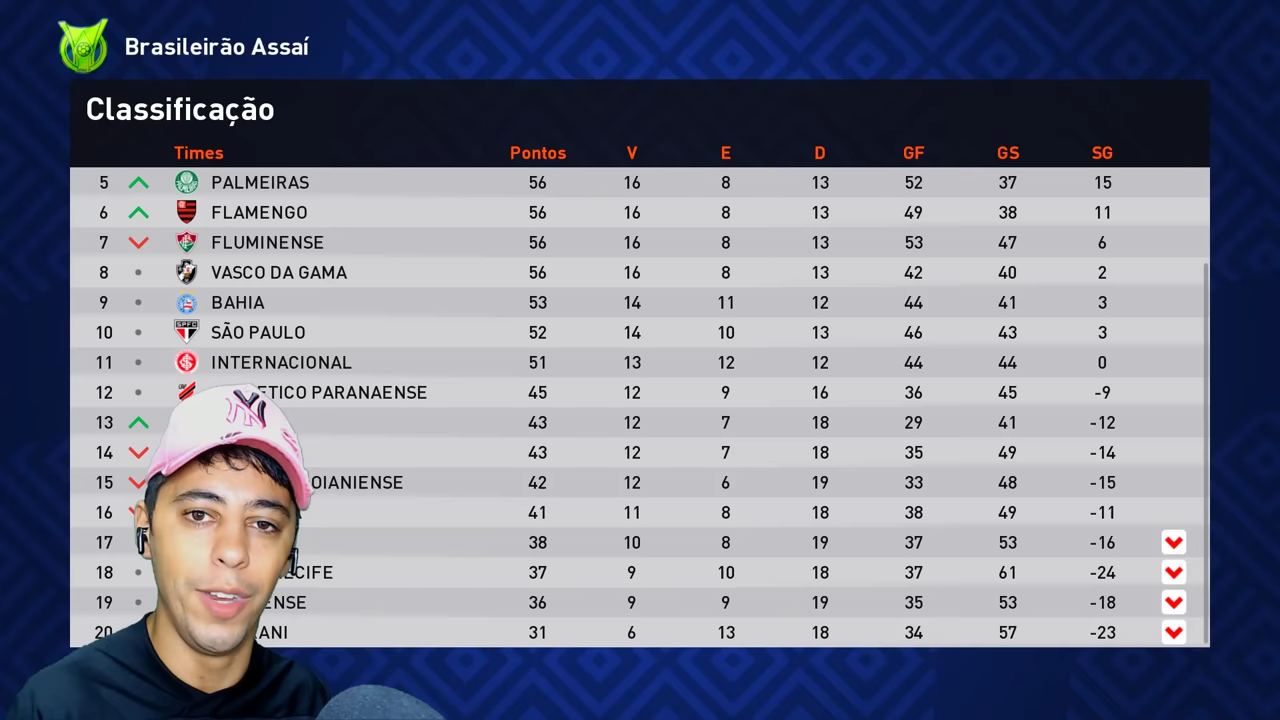 Brasileirão Assaí
Classificação
Times Pontos V E D GF GS SG
5 PALMEIRAS 56 16 8 13 52 37 15
6 FLAMENGO 56 16 8 13 49 38 11
7 FLUMINENSE 56 16 8 13 53 47 6
8 VASCO DA GAMA 56 16 8 13 42 40 2
9 BAHIA 53 14 11 12 44 41 3
10 SPFC SÃO PAULO 52 14 10 13 46 43 3
11 INTERNACIONAL 51 13 12 12 44 44 0
12 ETICO PARANAENSE 45 12 9 16 36 45 -9
13 43 12 7 18 29 41 -12
14 43 12 7 18 35 49 -14
15 OIANIENSE 42 12 6 19 33 48 -15
16 41 11 8 18 38 49 -11
17 38 10 8 19 37 53 -16
18 ECIFE 37 9 10 18 37 61 -24
19 ENSE 36 9 9 19 35 53 -18
20 RANI 31 6 13 18 34 57 -23
NY